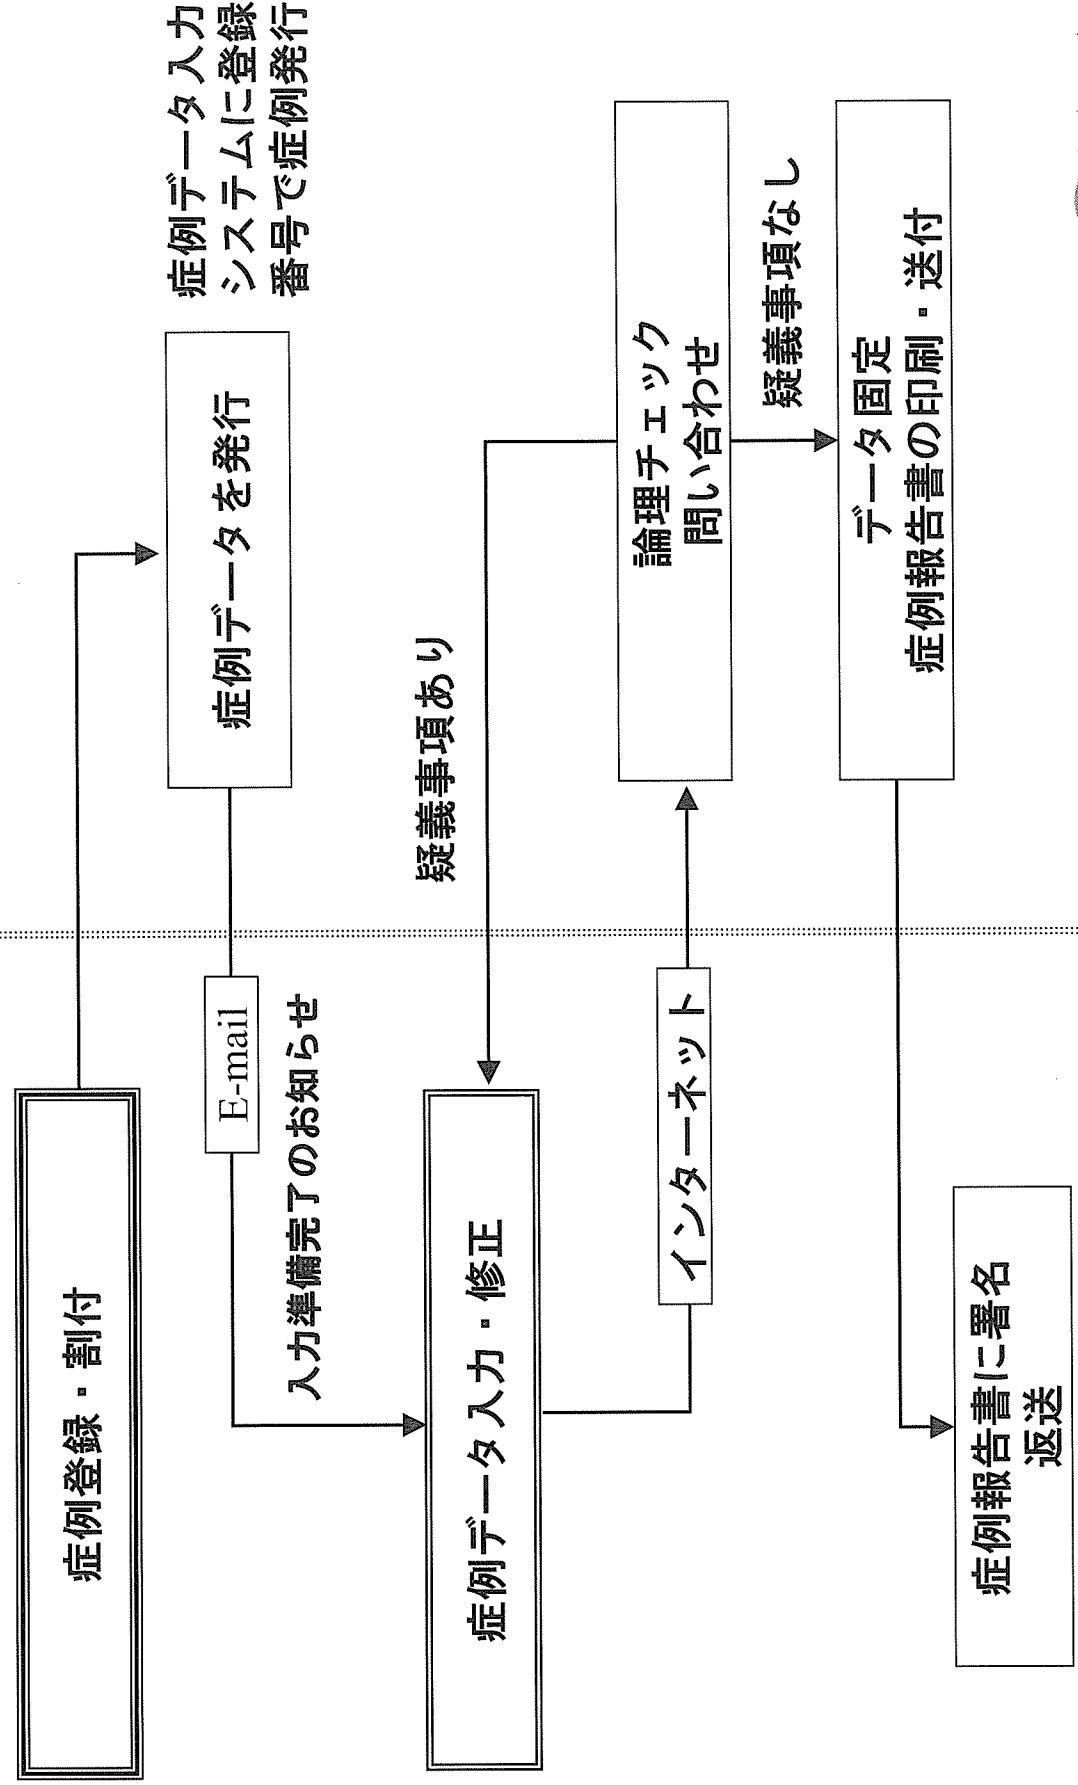 症例登録・割付
症例データを発行
症例データ入力
システムに登録
番号で症例発行
E-mail
入力準備完了のお知らせ
症例データ入力・修正
疑義事項あり
インターネット
論理チェック
問い合わせ
疑義事項なし
データ固定
症例報告書の印刷・送付
症例報告書に署名
返送